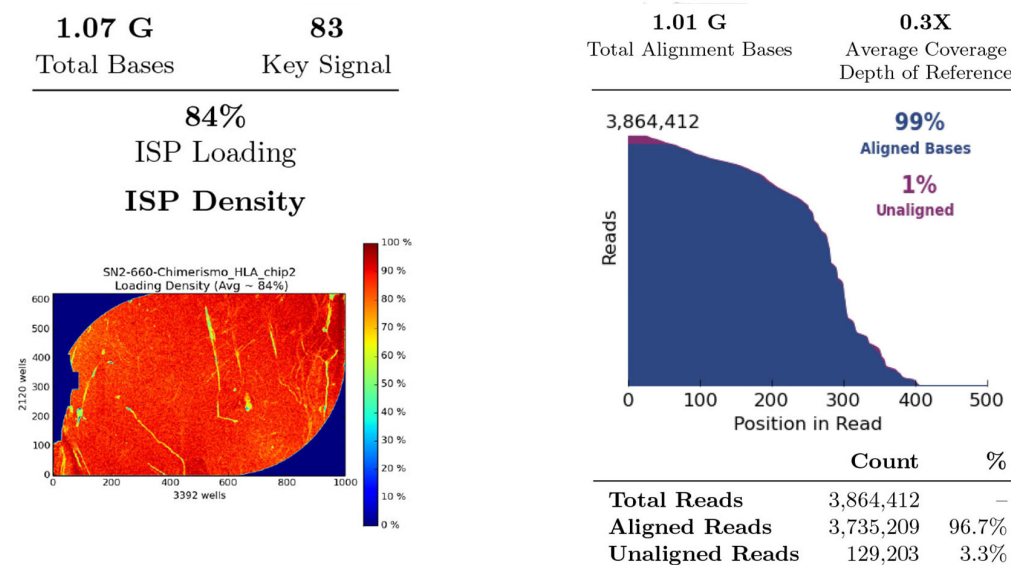 1.07 G
83
Total Bases
Key Signal
84%
ISP Loading
ISP Density
SN2-660-Chimerismo_HLA_chip2
Loading Density (Avg ~ 84%)
100 %
90 %
80 %
70 %
60 %
50 %
40 %
30 %
20 %
10 %
0 %
2120 wells
600
500
400
300
200
100
0
0 200 400 600 800 1000
3392 wells
1.01 G
0.3X
Total Alignment Bases
Average Coverage
Depth of Reference
3,864,412
99%
Aligned Bases
1%
Unaligned
Reads
0 100 200 300 400 500
Position in Read
Count %
Total Reads 3,864,412 –
Aligned Reads 3,735,209 96.7%
Unaligned Reads 129,203 3.3%